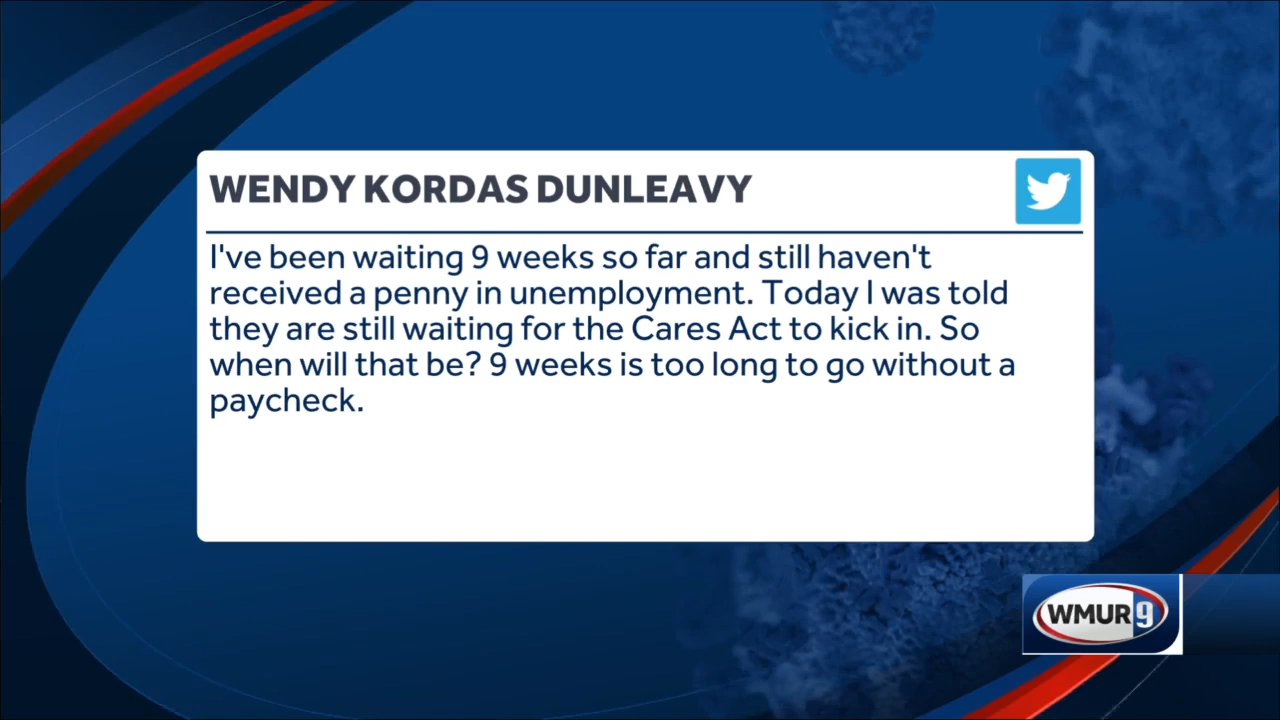 WENDY KORDAS DUNLEAVY
I've been waiting 9 weeks so far and still haven't
received a penny in unemployment. Today I was told
they are still waiting for the Cares Act to kick in. So
when will that be? 9 weeks is too long to go without a
paycheck.
WMUR9